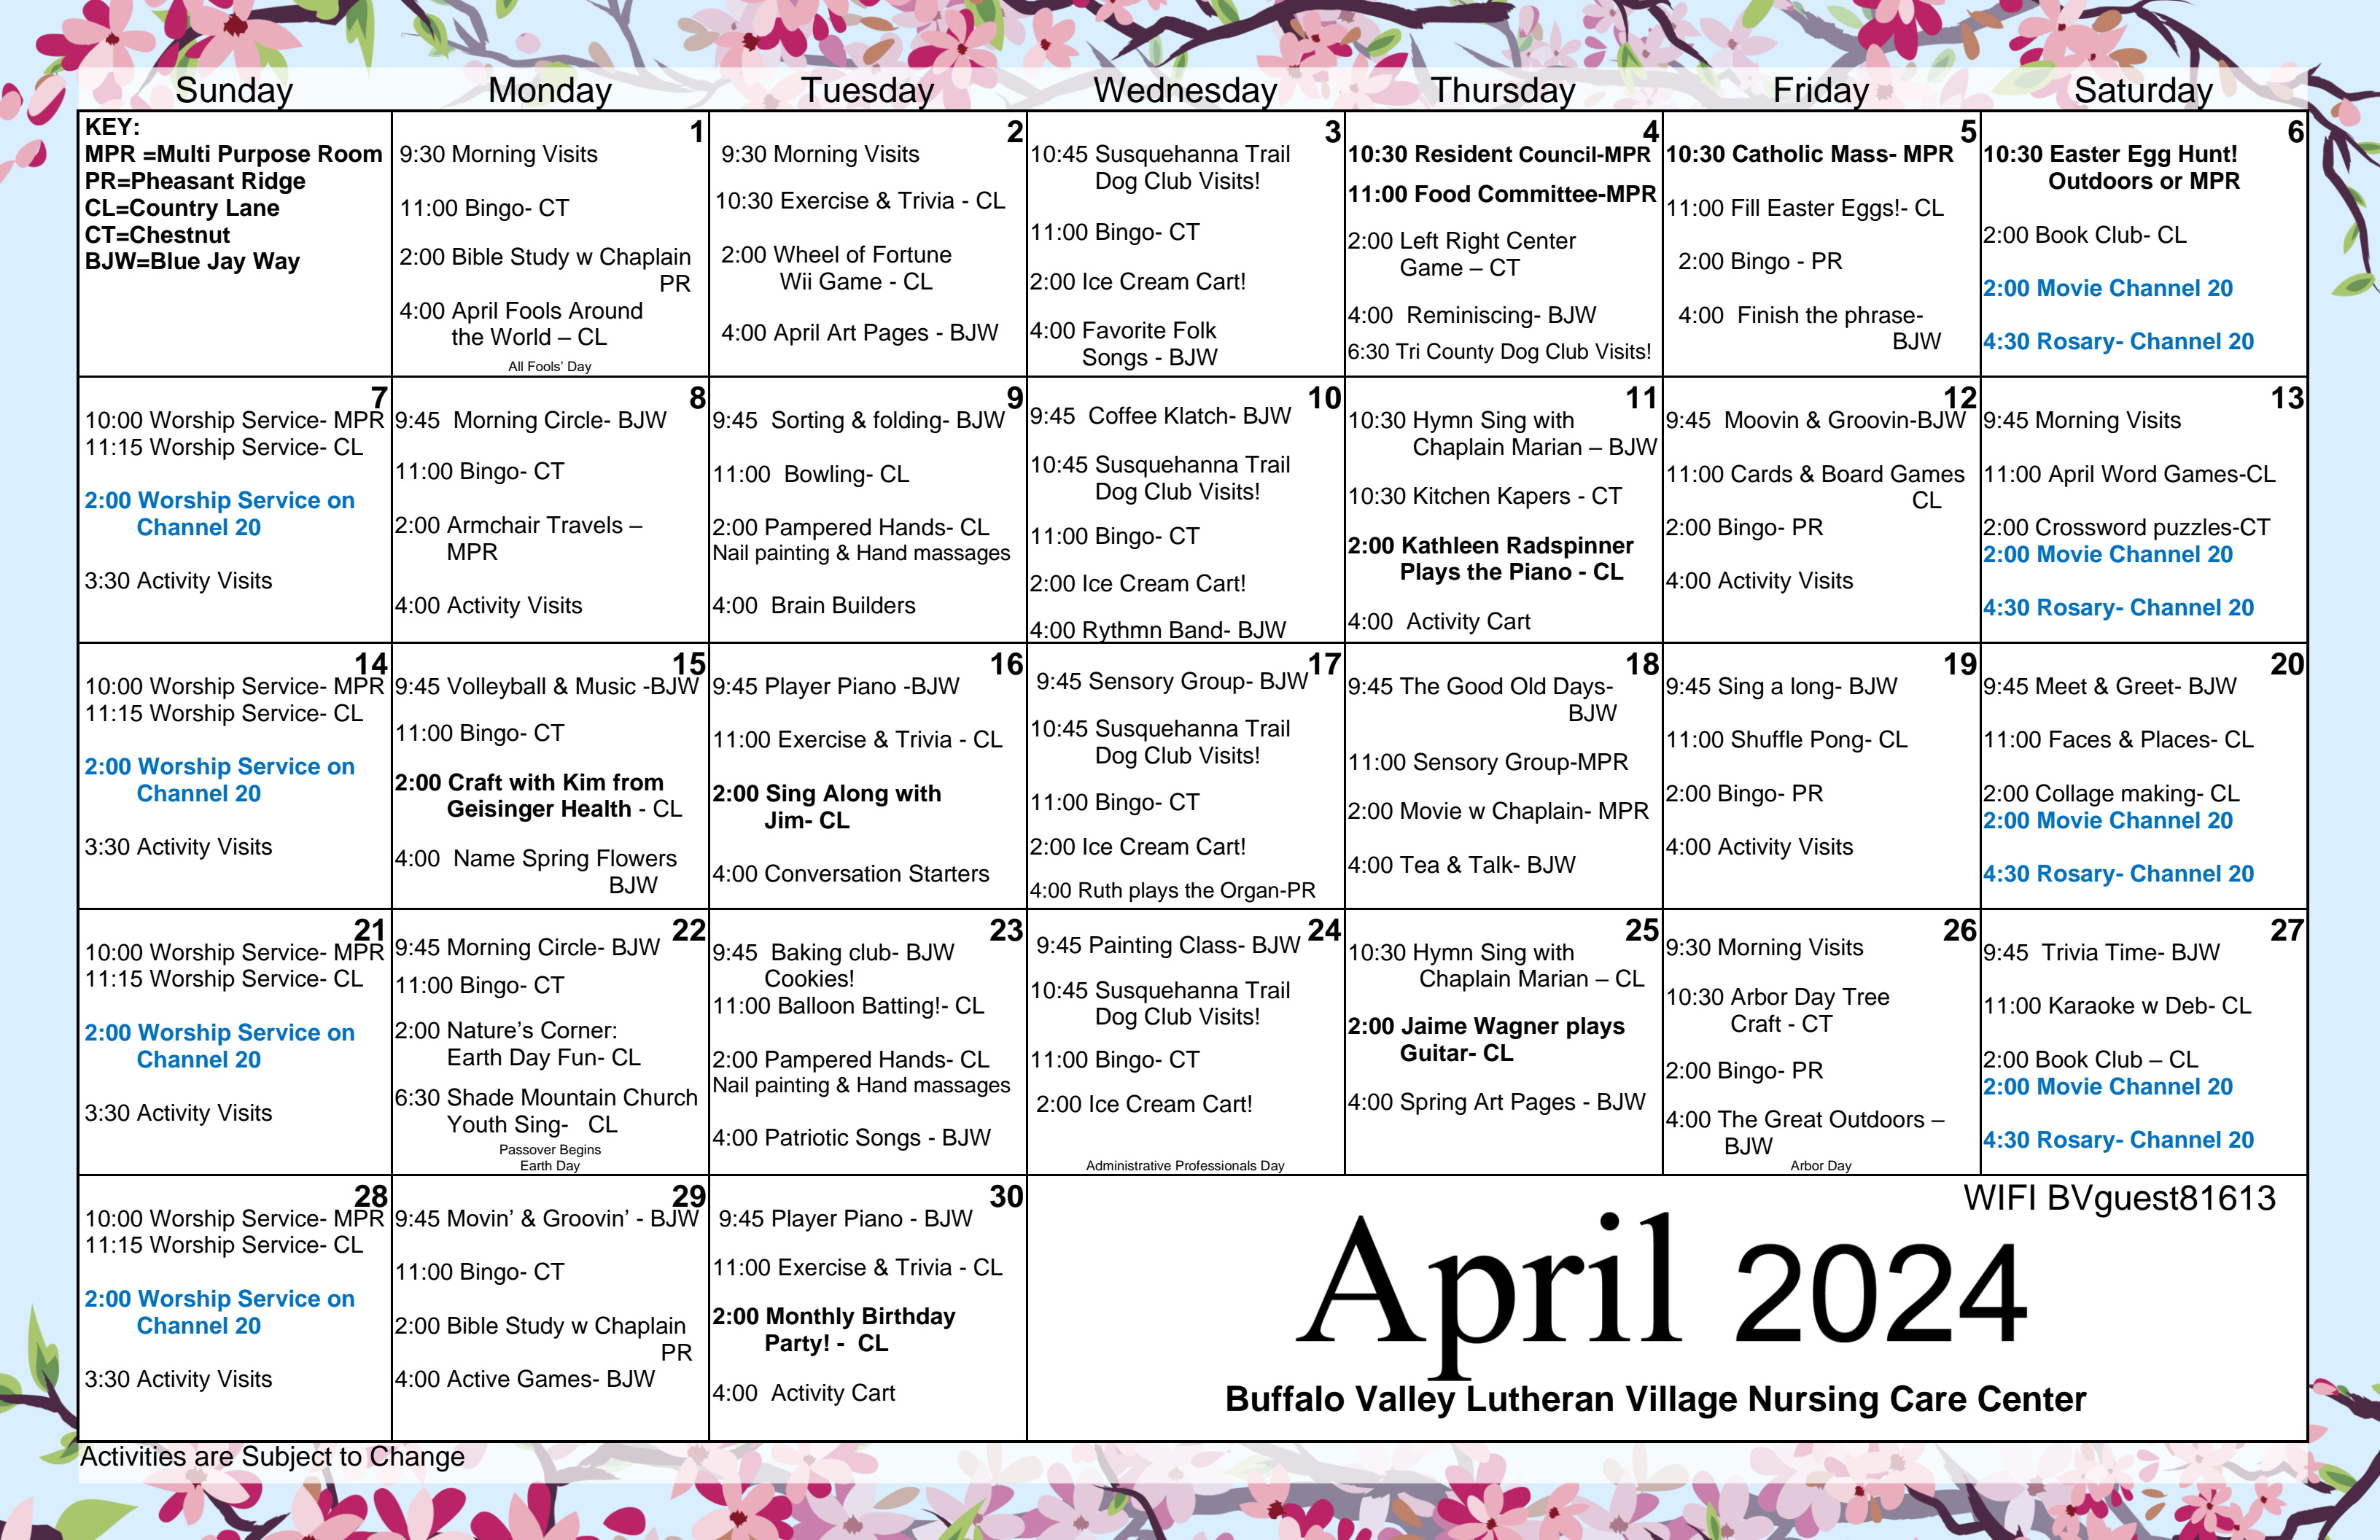 Sunday Monday Tuesday Wednesday Thursday Friday Saturday
KEY:
MPR =Multi Purpose Room
PR=Pheasant Ridge
CL=Country Lane
CT=Chestnut
BJW=Blue Jay Way
1
9:30 Morning Visits
11:00 Bingo- CT
2:00 Bible Study w Chaplain
PR
4:00 April Fools Around
the World – CL
All Fools' Day
2
9:30 Morning Visits
10:30 Exercise & Trivia - CL
2:00 Wheel of Fortune
Wii Game - CL
4:00 April Art Pages - BJW
3
10:45 Susquehanna Trail
Dog Club Visits!
11:00 Bingo- CT
2:00 Ice Cream Cart!
4:00 Favorite Folk
Songs - BJW
4
10:30 Resident Council-MPR
11:00 Food Committee-MPR
2:00 Left Right Center
Game – CT
4:00 Reminiscing- BJW
6:30 Tri County Dog Club Visits!
5
10:30 Catholic Mass- MPR
11:00 Fill Easter Eggs!- CL
2:00 Bingo - PR
4:00 Finish the phrase-
BJW
6
10:30 Easter Egg Hunt!
Outdoors or MPR
2:00 Book Club- CL
2:00 Movie Channel 20
4:30 Rosary- Channel 20
7
10:00 Worship Service- MPR
11:15 Worship Service- CL
2:00 Worship Service on
Channel 20
3:30 Activity Visits
8
9:45 Morning Circle- BJW
11:00 Bingo- CT
2:00 Armchair Travels –
MPR
4:00 Activity Visits
9
9:45 Sorting & folding- BJW
11:00 Bowling- CL
2:00 Pampered Hands- CL
Nail painting & Hand massages
4:00 Brain Builders
10
9:45 Coffee Klatch- BJW
10:45 Susquehanna Trail
Dog Club Visits!
11:00 Bingo- CT
2:00 Ice Cream Cart!
4:00 Rythmn Band- BJW
11
10:30 Hymn Sing with
Chaplain Marian – BJW
10:30 Kitchen Kapers - CT
2:00 Kathleen Radspinner
Plays the Piano - CL
4:00 Activity Cart
12
9:45 Moovin & Groovin-BJW
11:00 Cards & Board Games
CL
2:00 Bingo- PR
4:00 Activity Visits
13
9:45 Morning Visits
11:00 April Word Games-CL
2:00 Crossword puzzles-CT
2:00 Movie Channel 20
4:30 Rosary- Channel 20
14
10:00 Worship Service- MPR
11:15 Worship Service- CL
2:00 Worship Service on
Channel 20
3:30 Activity Visits
15
9:45 Volleyball & Music -BJW
11:00 Bingo- CT
2:00 Craft with Kim from
Geisinger Health - CL
4:00 Name Spring Flowers
BJW
16
9:45 Player Piano -BJW
11:00 Exercise & Trivia - CL
2:00 Sing Along with
Jim- CL
4:00 Conversation Starters
17
9:45 Sensory Group- BJW
10:45 Susquehanna Trail
Dog Club Visits!
11:00 Bingo- CT
2:00 Ice Cream Cart!
4:00 Ruth plays the Organ-PR
18
9:45 The Good Old Days-
BJW
11:00 Sensory Group-MPR
2:00 Movie w Chaplain- MPR
4:00 Tea & Talk- BJW
19
9:45 Sing a long- BJW
11:00 Shuffle Pong- CL
2:00 Bingo- PR
4:00 Activity Visits
20
9:45 Meet & Greet- BJW
11:00 Faces & Places- CL
2:00 Collage making- CL
2:00 Movie Channel 20
4:30 Rosary- Channel 20
21
10:00 Worship Service- MPR
11:15 Worship Service- CL
2:00 Worship Service on
Channel 20
3:30 Activity Visits
22
9:45 Morning Circle- BJW
11:00 Bingo- CT
2:00 Nature's Corner:
Earth Day Fun- CL
6:30 Shade Mountain Church
Youth Sing- CL
Passover Begins
Earth Day
23
9:45 Baking club- BJW
Cookies!
11:00 Balloon Batting!- CL
2:00 Pampered Hands- CL
Nail painting & Hand massages
4:00 Patriotic Songs - BJW
24
9:45 Painting Class- BJW
10:45 Susquehanna Trail
Dog Club Visits!
11:00 Bingo- CT
2:00 Ice Cream Cart!
Administrative Professionals Day
25
10:30 Hymn Sing with
Chaplain Marian – CL
2:00 Jaime Wagner plays
Guitar- CL
4:00 Spring Art Pages - BJW
26
9:30 Morning Visits
10:30 Arbor Day Tree
Craft - CT
2:00 Bingo- PR
4:00 The Great Outdoors –
BJW
Arbor Day
27
9:45 Trivia Time- BJW
11:00 Karaoke w Deb- CL
2:00 Book Club – CL
2:00 Movie Channel 20
4:30 Rosary- Channel 20
28
10:00 Worship Service- MPR
11:15 Worship Service- CL
2:00 Worship Service on
Channel 20
3:30 Activity Visits
29
9:45 Movin' & Groovin' - BJW
11:00 Bingo- CT
2:00 Bible Study w Chaplain
PR
4:00 Active Games- BJW
30
9:45 Player Piano - BJW
11:00 Exercise & Trivia - CL
2:00 Monthly Birthday
Party! - CL
4:00 Activity Cart
WIFI BVguest81613
April 2024
Buffalo Valley Lutheran Village Nursing Care Center
Activities are Subject to Change